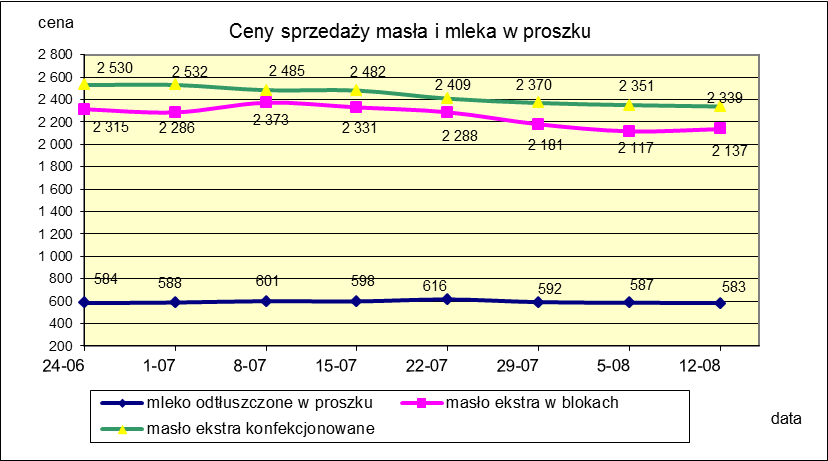 cena
Ceny sprzedaży masła i mleka w proszku
2 800
2 600
2 400
2 200
2 000
1 800
1 600
1 400
1 200
1 000
800
600
400
200
2 530 2 532 2 485 2 482 2 409 2 370 2 351 2 339
2 315 2 286 2 373 2 331 2 288 2 181 2 117 2 137
584 588 601 598 616 592 587 583
24-06 1-07 8-07 15-07 22-07 29-07 5-08 12-08
mleko odtłuszczone w proszku masło ekstra w blokach
masło ekstra konfekcjonowane
data